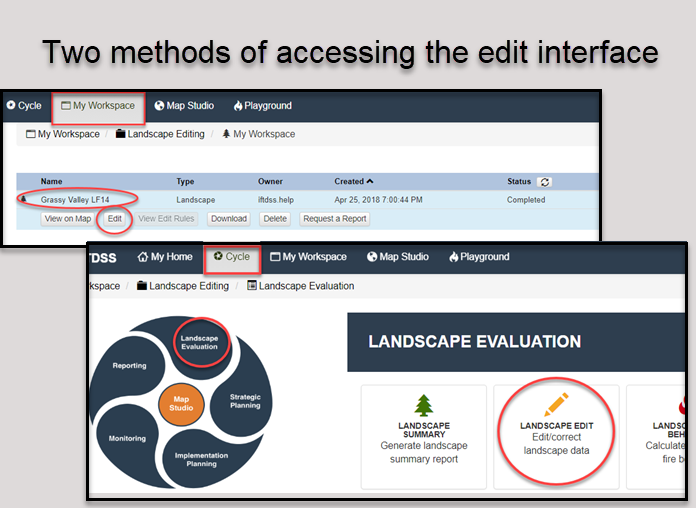 Two methods of accessing the edit interface
Cycle My Workspace Map Studio Playground
My Workspace / Landscape Editing / My Workspace
Name Type Owner Created Status
Grassy Valley LF14 Landscape iftdss.help Apr 25, 2018 7:00:44 PM Completed
View on Map Edit View Edit Rules Download Delete Request a Report
TDSS My Home Cycle My Workspace Map Studio Playground
kspace / Landscape Editing / Landscape Evaluation
Landscape
Evaluation
Reporting
Strategic
Planning
Map
Studio
Monitoring
Implementation
Planning
LANDSCAPE EVALUATION
LANDSCAPE
SUMMARY
Generate landscape
summary report
LANDSCAPE EDIT
Edit/correct
landscape data
LANDSC
BEH
Calculate
fire b